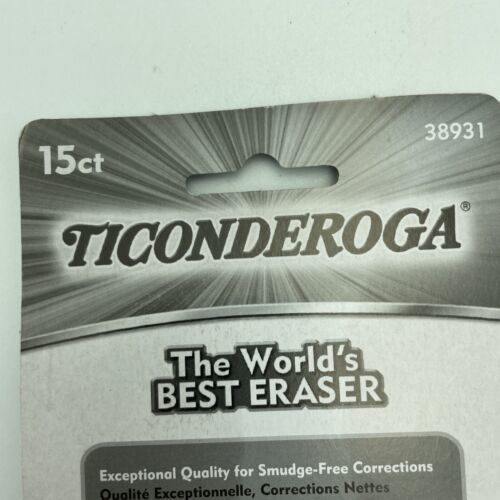 15ct
38931
TICONDEROGA®
The World's
BEST ERASER
Exceptional Quality for Smudge-Free Corrections
Qualité Exceptionnelle, Corrections Nettes